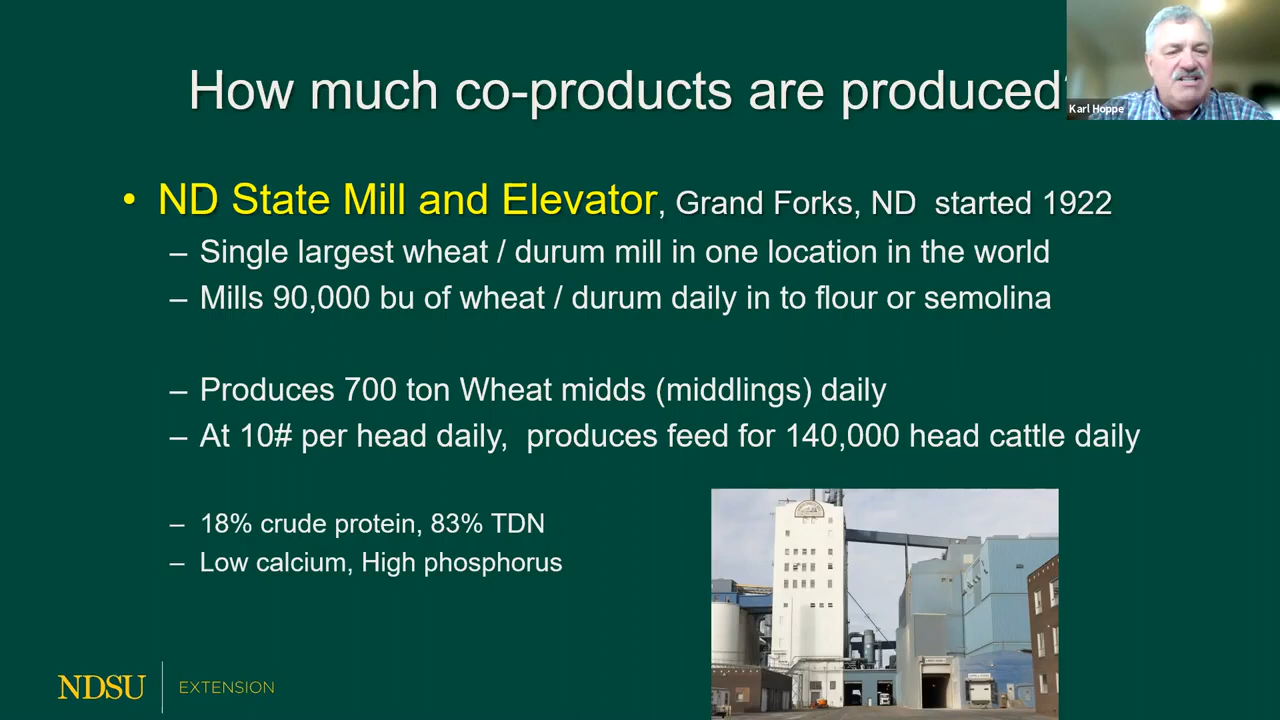 How much co-products are produced?
Karl Hoppe
• ND State Mill and Elevator, Grand Forks, ND started 1922
– Single largest wheat / durum mill in one location in the world
– Mills 90,000 bu of wheat / durum daily in to flour or semolina
– Produces 700 ton Wheat midds (middlings) daily
– At 10# per head daily, produces feed for 140,000 head cattle daily
– 18% crude protein, 83% TDN
– Low calcium, High phosphorus
NDSU EXTENSION